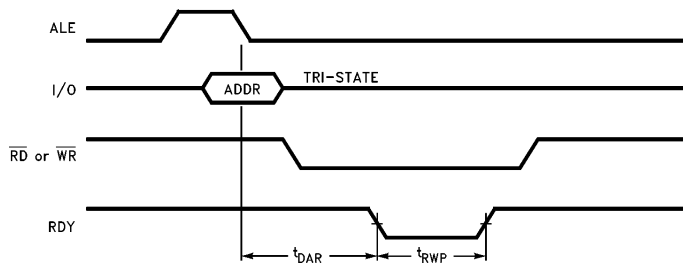 ALE
I/O
ADDR
TRI-STATE
RD or WR
RDY
tDAR
tRWP